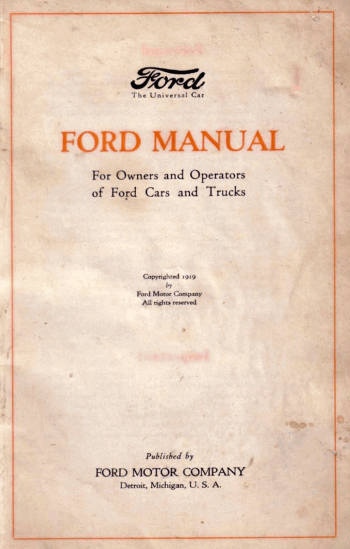 Ford
The Universal Car
FORD MANUAL
For Owners and Operators
of Ford Cars and Trucks
Copyrighted 1919
by
Ford Motor Company
All rights reserved
Published by
FORD MOTOR COMPANY
Detroit, Michigan, U. S. A.